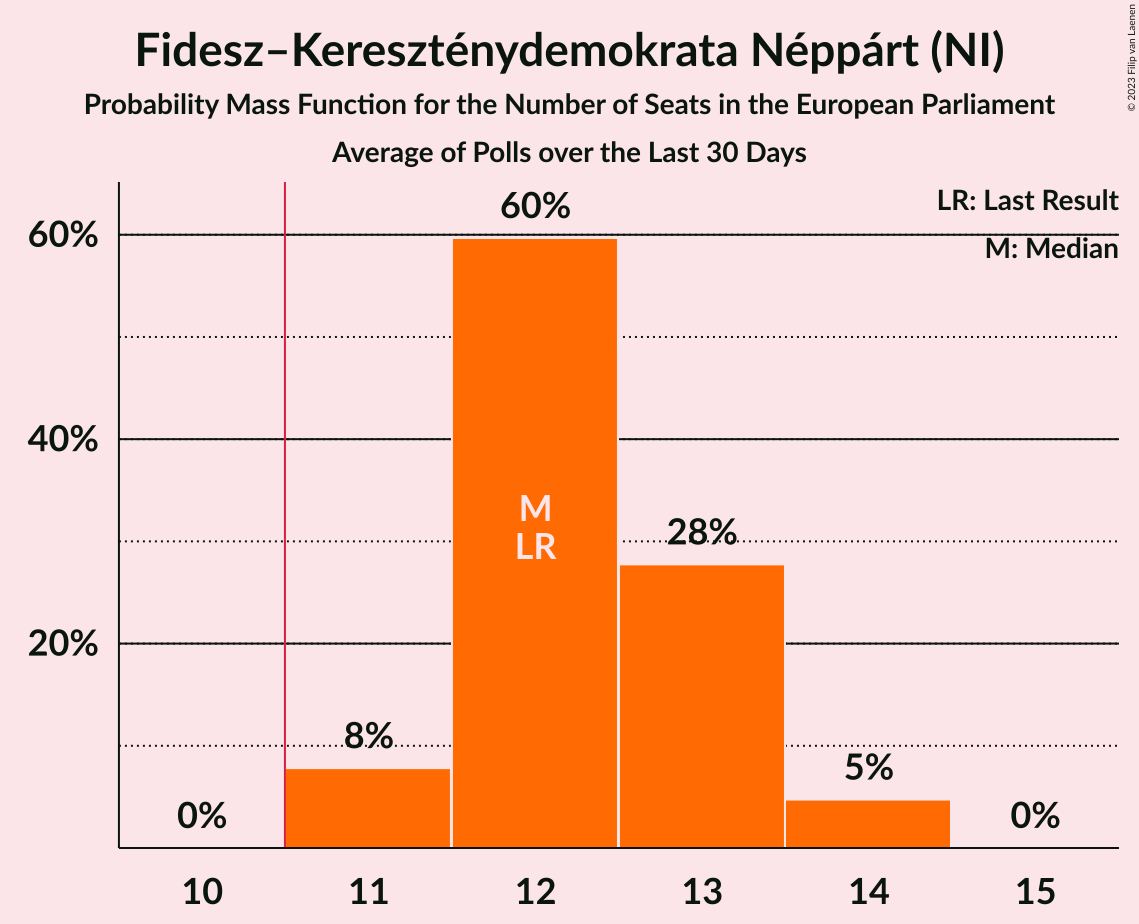 Fidesz–Kereszténydemokrata Néppárt (NI)
Probability Mass Function for the Number of Seats in the European Parliament
Average of Polls over the Last 30 Days
© 2023 Filip van Laenen
LR: Last Result
M: Median
60%
40%
20%
0%
8%
60%
M
LR
28%
5%
0%
10
11
12
13
14
15